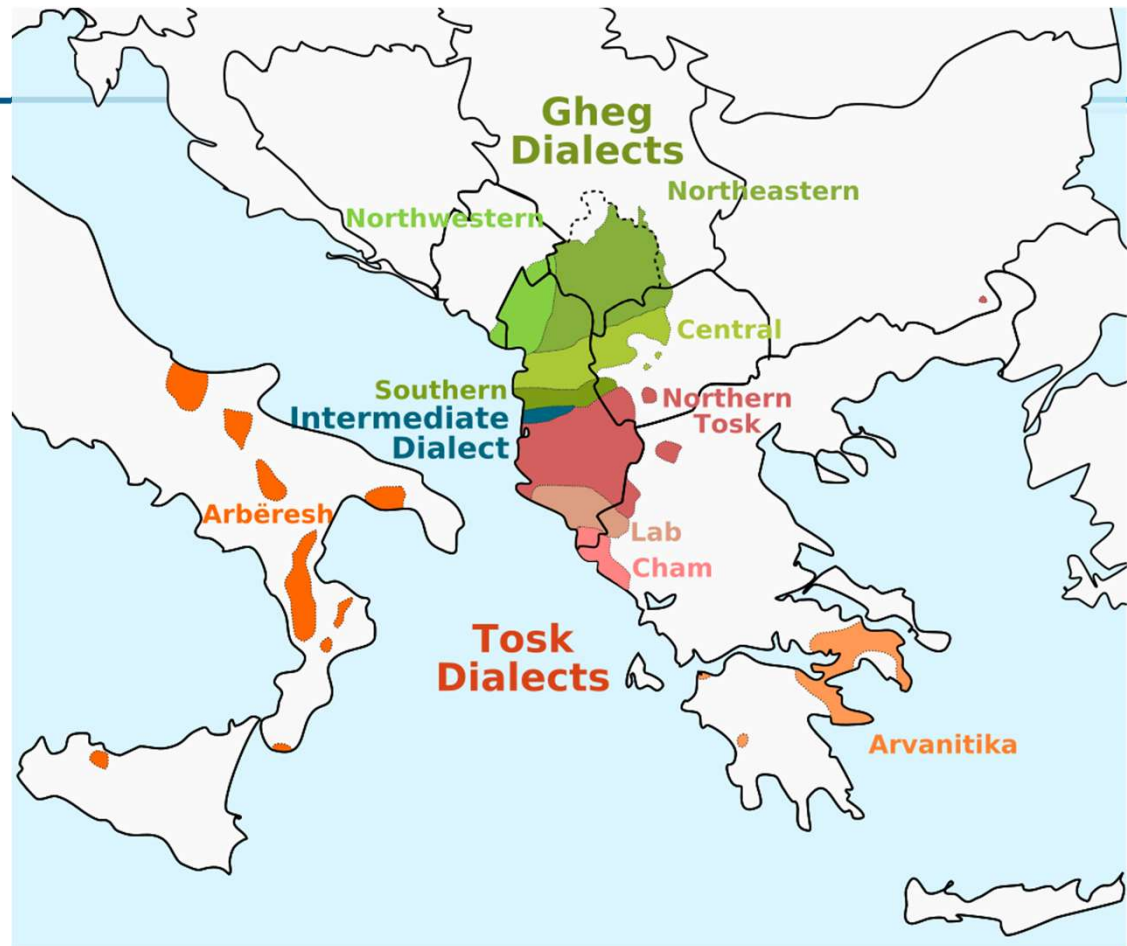 Gheg
Dialects
Northeastern
Northwestern
Central
Southern
Intermediate
Dialect
Northern
Tosk
Arbëresh
Lab
Cham
Tosk
Dialects
Arvanitika